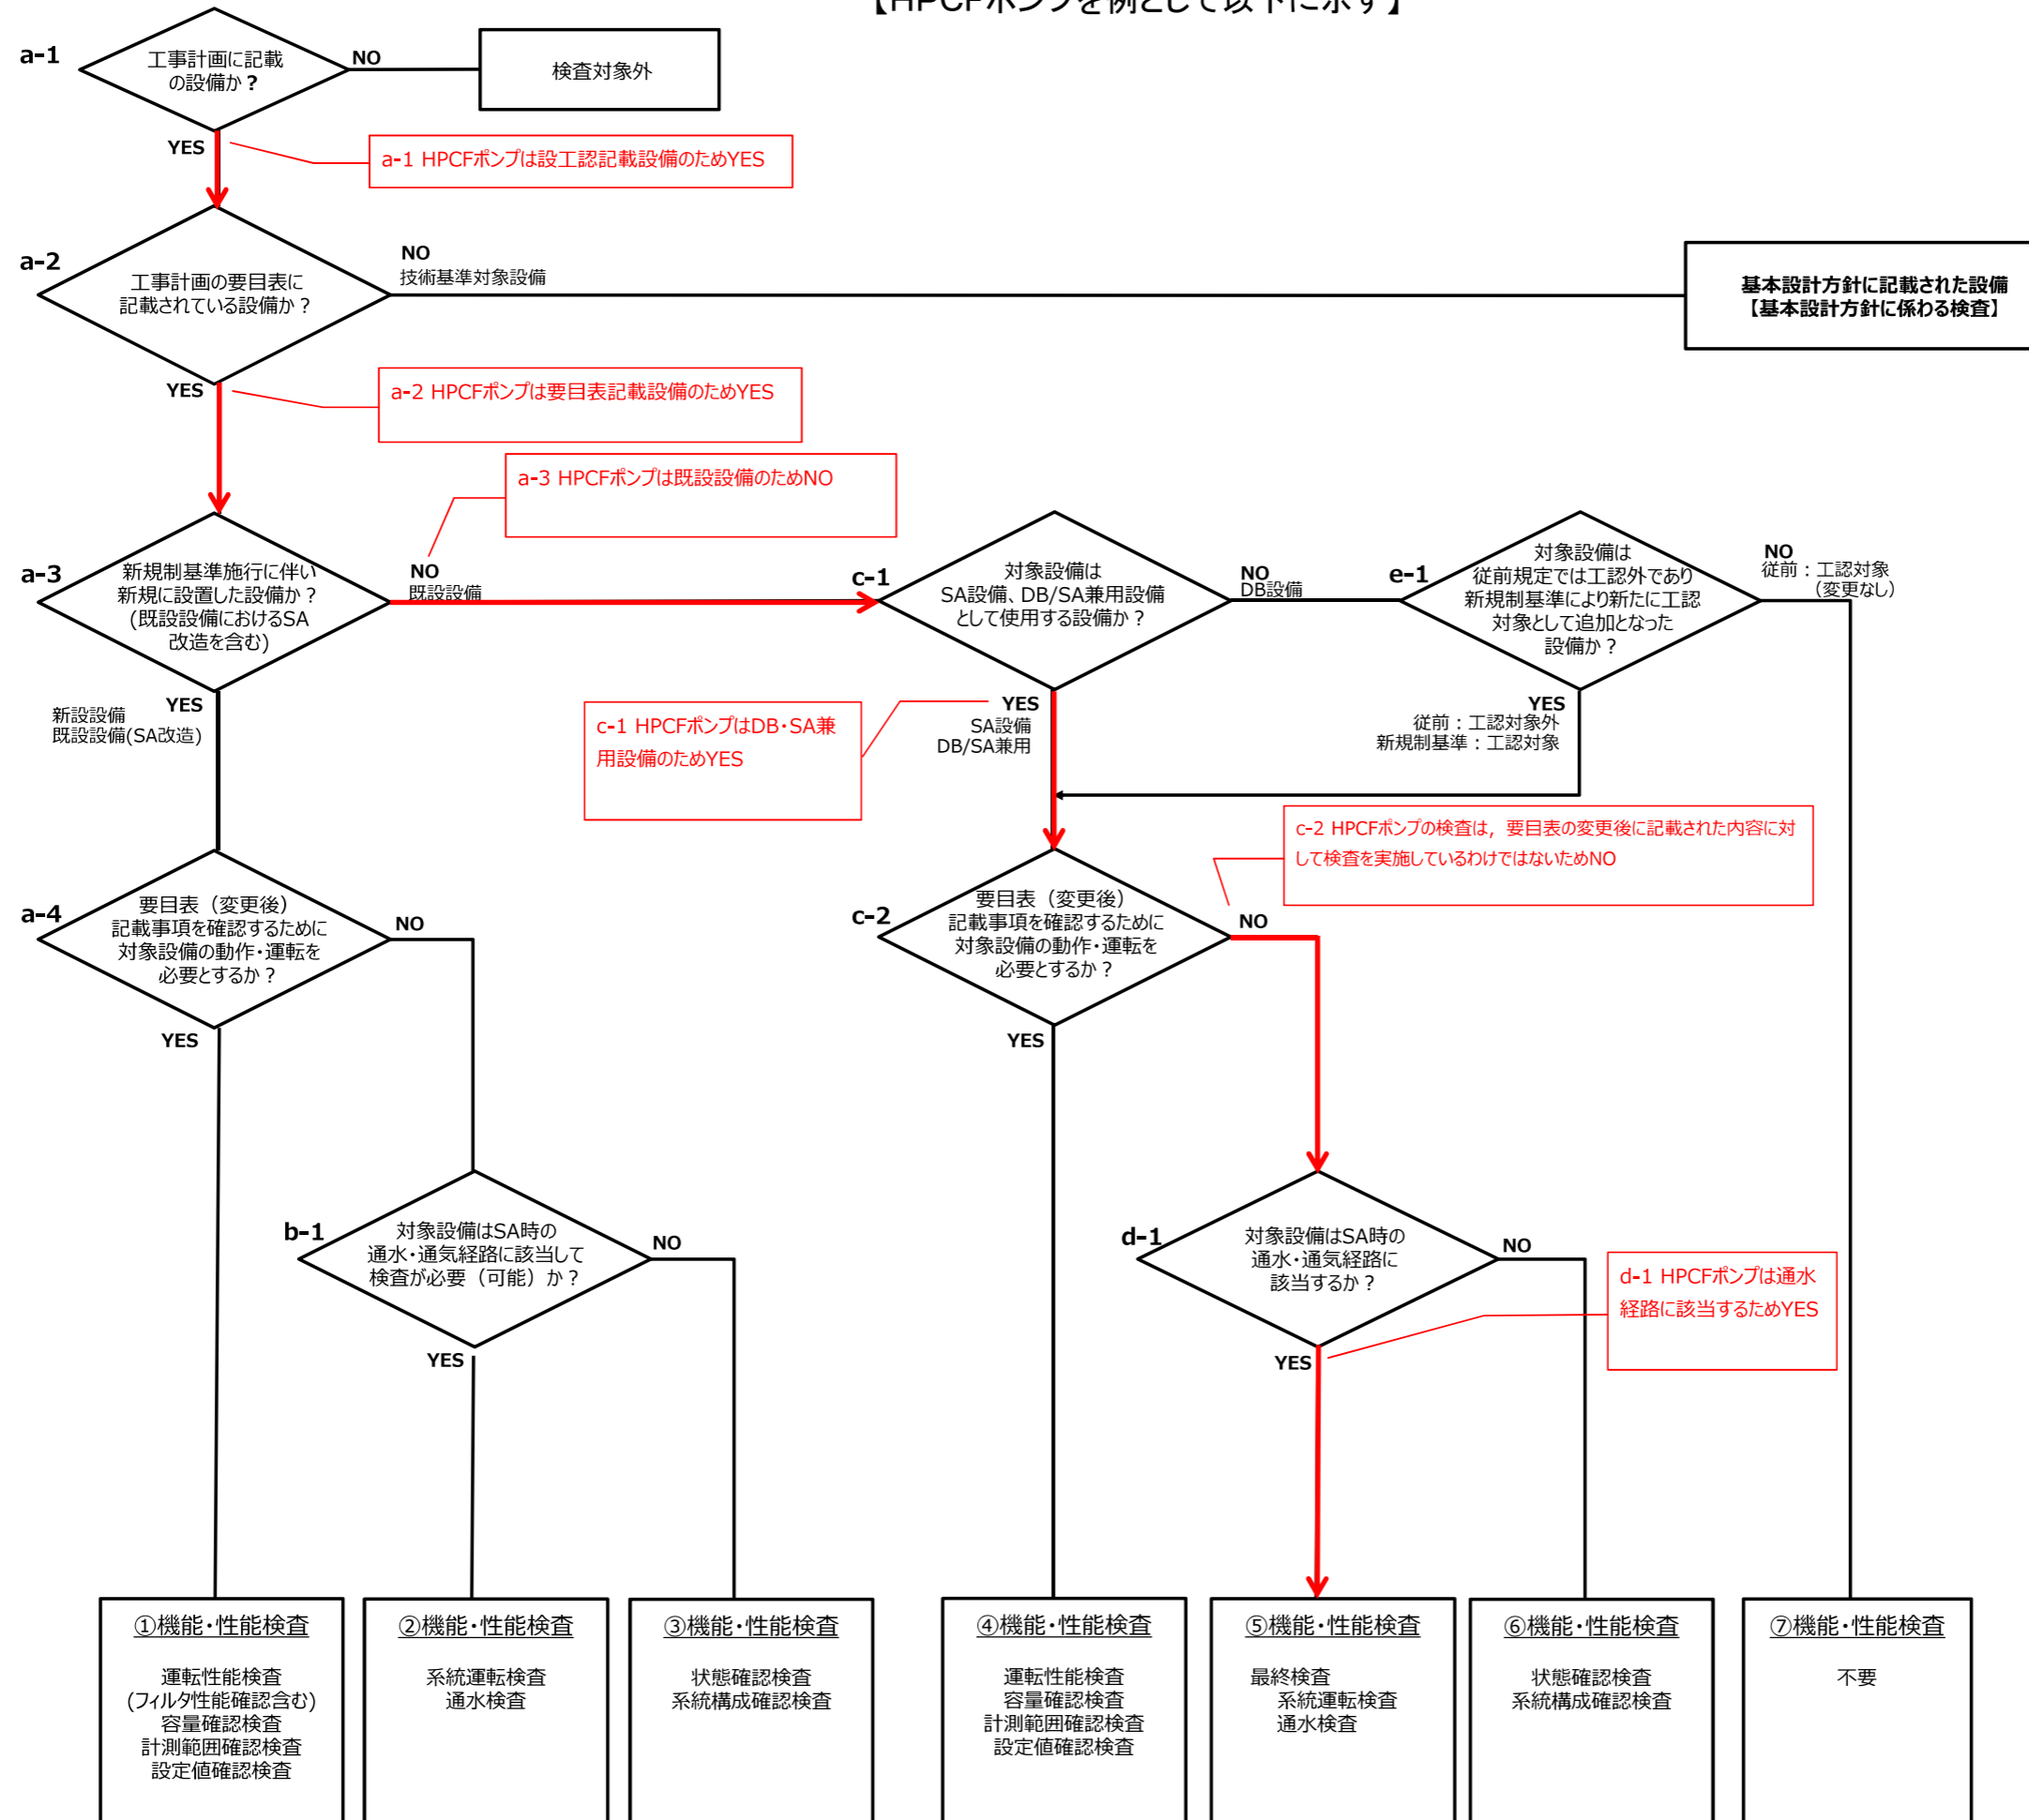 【HPCFポンプを例として以下に示す】
a-1
工事計画に記載
の設備か？
NO
検査対象外
YES
a-1 HPCFポンプは設工認記載設備のためYES
a-2
工事計画の要目表に
記載されている設備か？
NO
技術基準対象設備
基本設計方針に記載された設備
【基本設計方針に係わる検査】
YES
a-2 HPCFポンプは要目表記載設備のためYES
a-3 HPCFポンプは既設設備のためNO
a-3
新規制基準施行に伴い
新規に設置した設備か？
(既設設備におけるSA
改造を含む)
NO
既設設備
c-1
対象設備は
SA設備、DB/SA兼用設備
として使用する設備か？
NO
DB設備
e-1
対象設備は
従前規定では工認外であり
新規制基準により新たに工認
対象として追加となった
設備か？
NO
従前：工認対象
（変更なし）
YES
新設設備
既設設備(SA改造)
c-1 HPCFポンプはDB・SA兼
用設備のためYES
YES
SA設備
DB/SA兼用
YES
従前：工認対象外
新規制基準：工認対象
c-2 HPCFポンプの検査は，要目表の変更後に記載された内容に対
して検査を実施しているわけではないためNO
a-4
要目表（変更後）
記載事項を確認するために
対象設備の動作・運転を
必要とするか？
NO
YES
c-2
要目表（変更後）
記載事項を確認するために
対象設備の動作・運転を
必要とするか？
NO
YES
b-1
対象設備はSA時の
通水・通気経路に該当して
検査が必要（可能）か？
NO
YES
d-1
対象設備はSA時の
通水・通気経路に
該当するか？
NO
YES
d-1 HPCFポンプは通水
経路に該当するためYES
①機能・性能検査
運転性能検査
(フィルタ性能確認含む)
容量確認検査
計測範囲確認検査
設定値確認検査
②機能・性能検査
系統運転検査
通水検査
③機能・性能検査
状態確認検査
系統構成確認検査
④機能・性能検査
運転性能検査
容量確認検査
計測範囲確認検査
設定値確認検査
⑤機能・性能検査
最終検査
系統運転検査
通水検査
⑥機能・性能検査
状態確認検査
系統構成確認検査
⑦機能・性能検査
不要